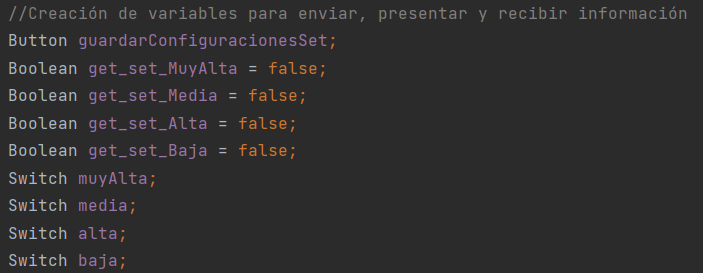 //Creación de variables para enviar, presentar y recibir información
Button guardarConfiguracionesSet;
Boolean get_set_MuyAlta = false;
Boolean get_set_Media = false;
Boolean get_set_Alta = false;
Boolean get_set_Baja = false;
Switch muyAlta;
Switch media;
Switch alta;
Switch baja;